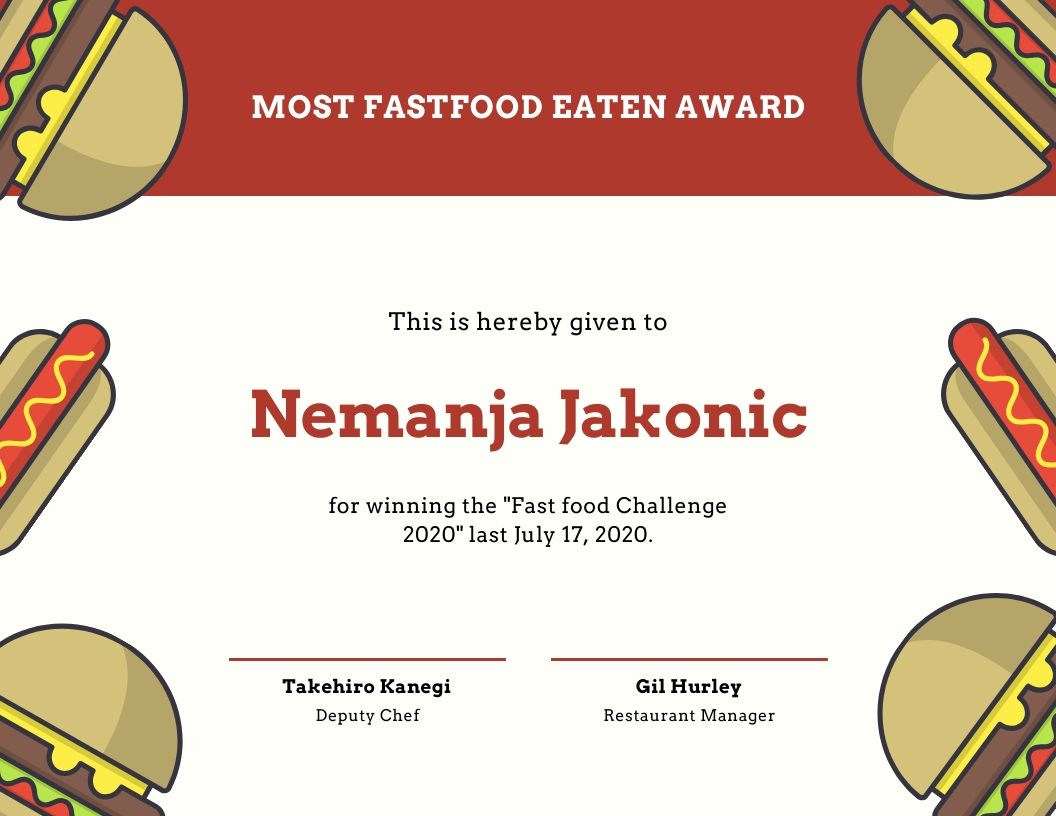 MOST FASTFOOD EATEN AWARD
This is hereby given to
Nemanja Jakonic
for winning the "Fast food Challenge
2020" last July 17, 2020.
Takehiro Kanegi
Deputy Chef
Gil Hurley
Restaurant Manager